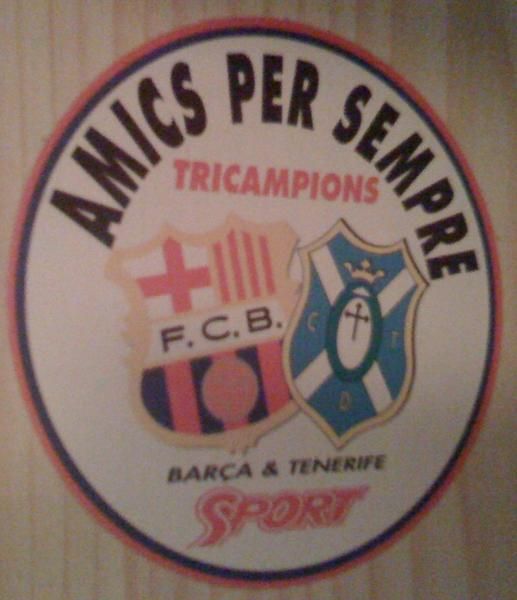 AMICS PER SEMPRE
TRICAMPIONS
F.C.B.
C T
D
BARÇA & TENERIFE
SPORT